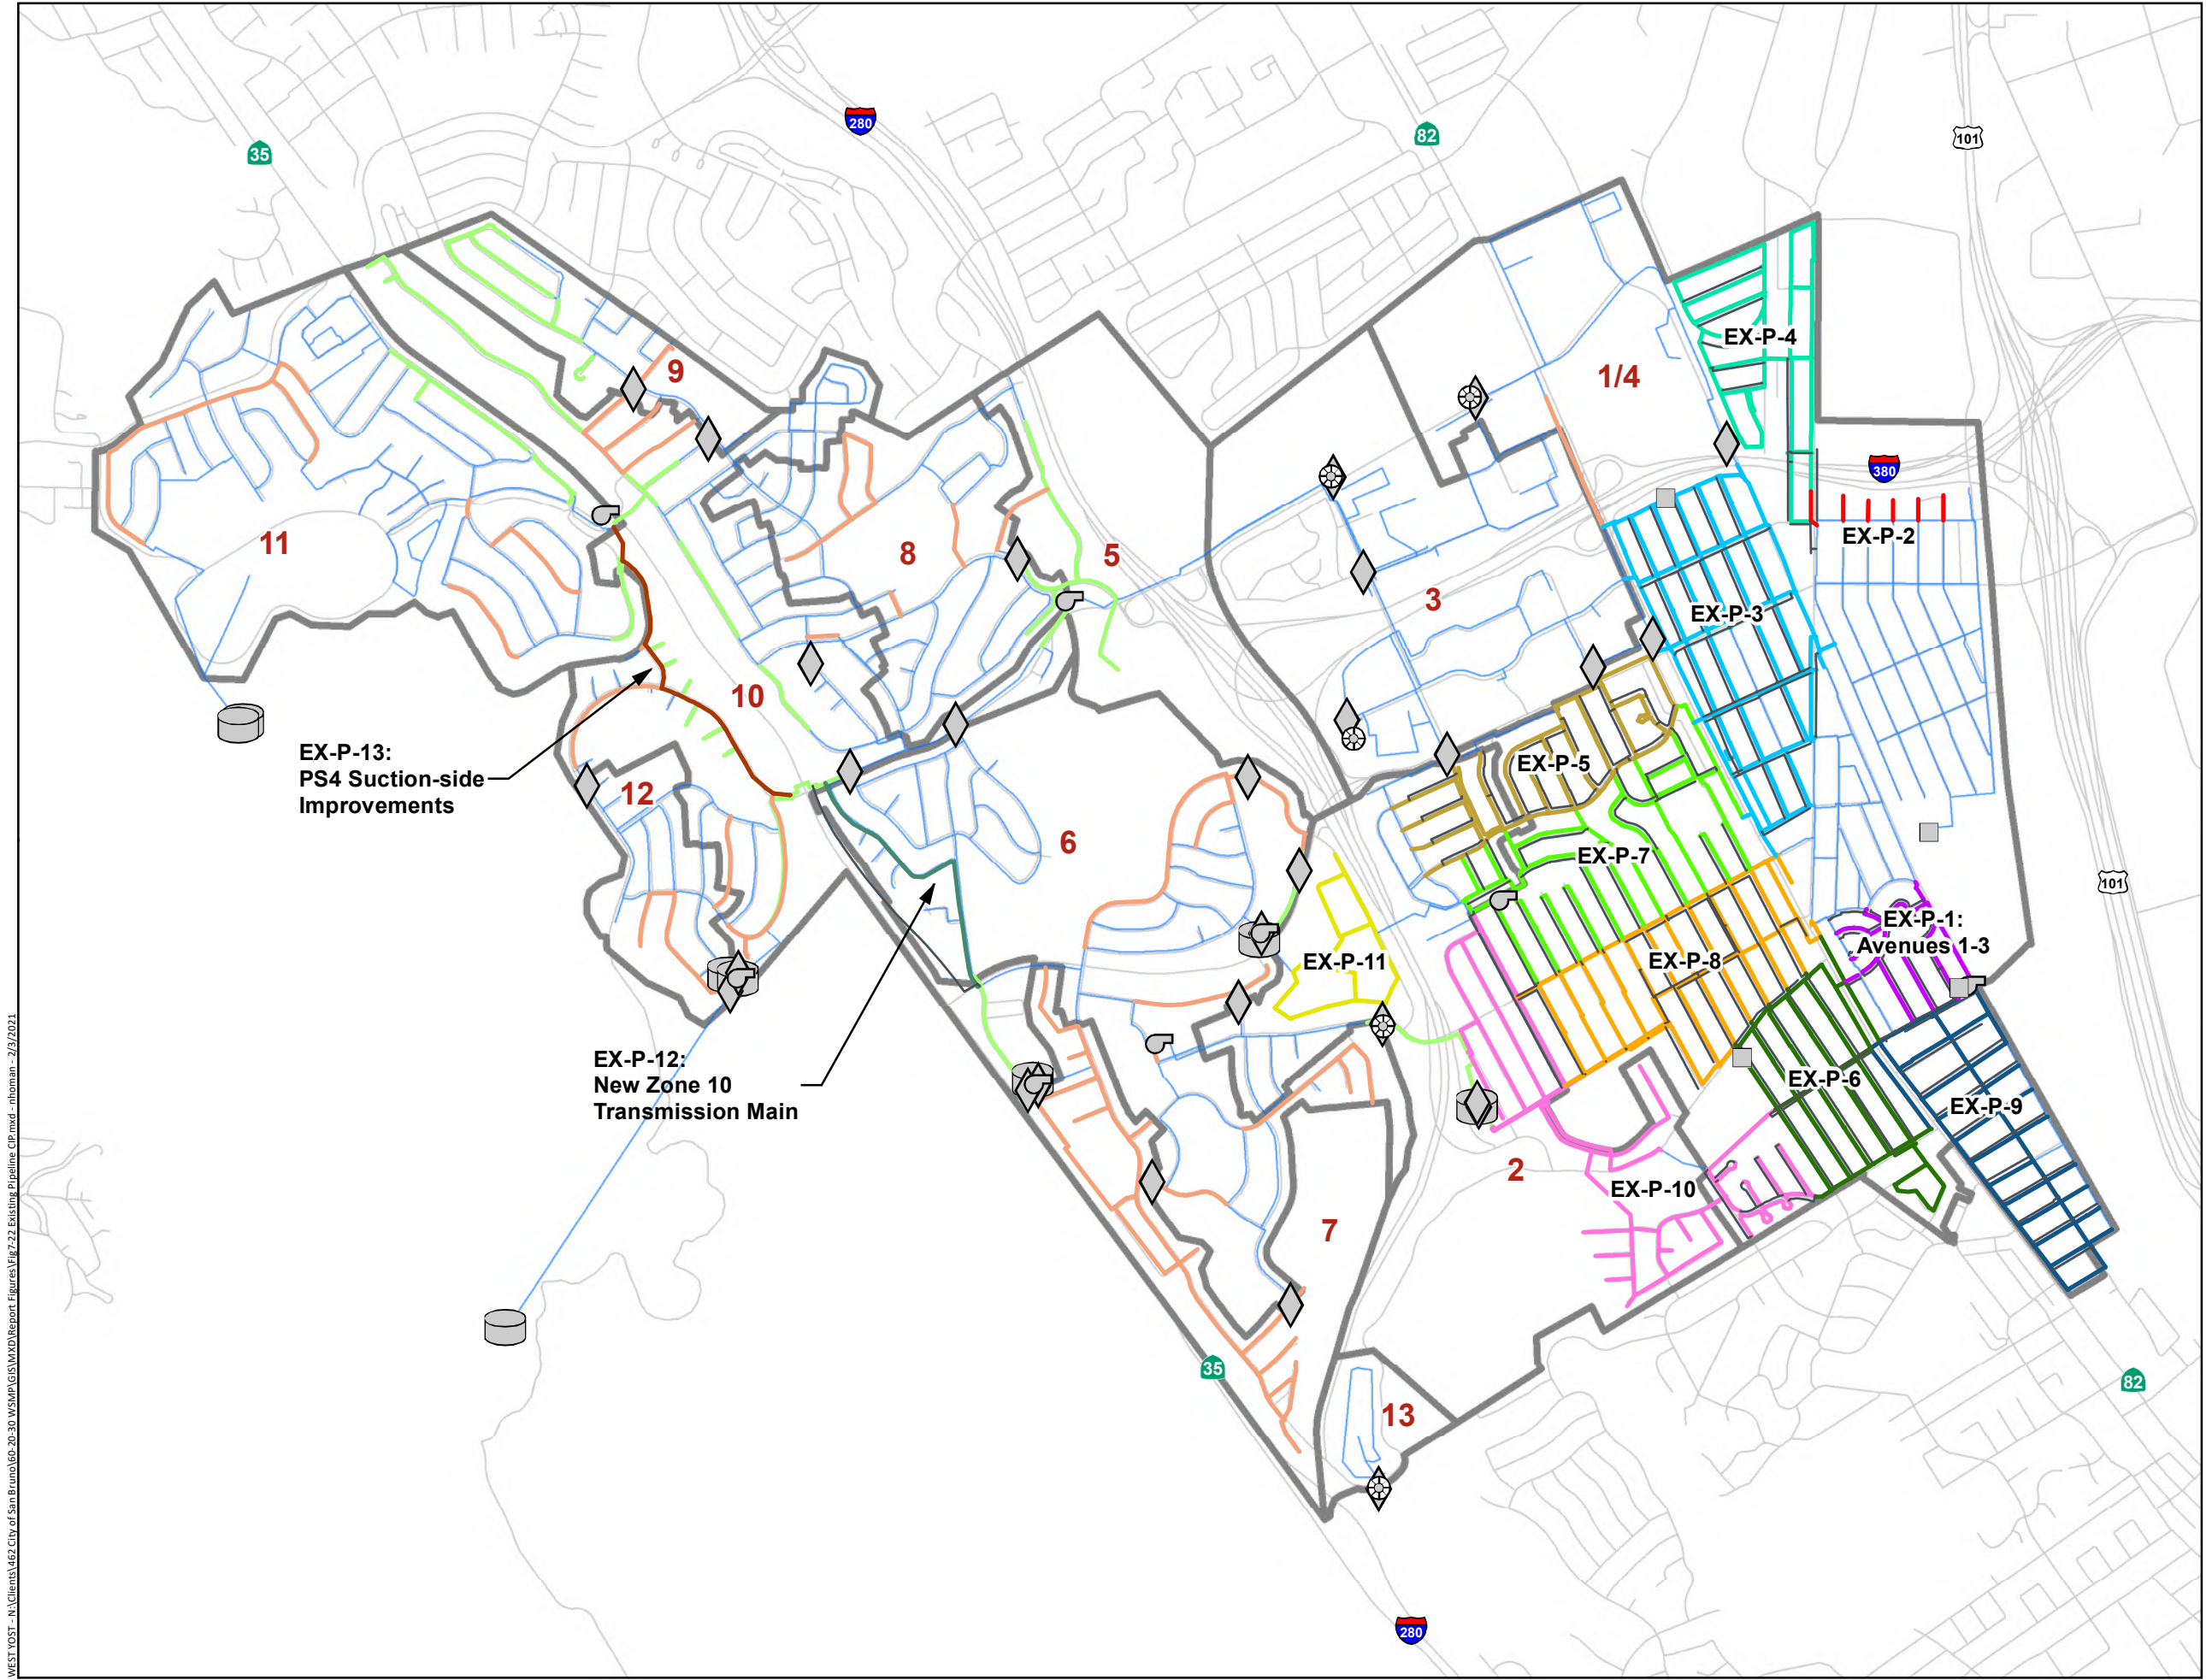 280
35
82
101
EX-P-4
9
1/4
380
EX-P-2
11
8
5
3
EX-P-3
10
EX-P-13:
PS4 Suction-side
Improvements
12
EX-P-5
6
EX-P-7
101
EX-P-1:
Avenues 1-3
EX-P-11
EX-P-8
EX-P-12:
New Zone 10
Transmission Main
EX-P-6
EX-P-9
2
EX-P-10
7
35
82
13
280
WEST YOST - N:\Clients\462 City of San Bruno\60-20-30 WSMP\GIS\MXD\Report Figures\Fig7-22 Existing Pipeline CIP.mxd - nhoman - 2/3/2021